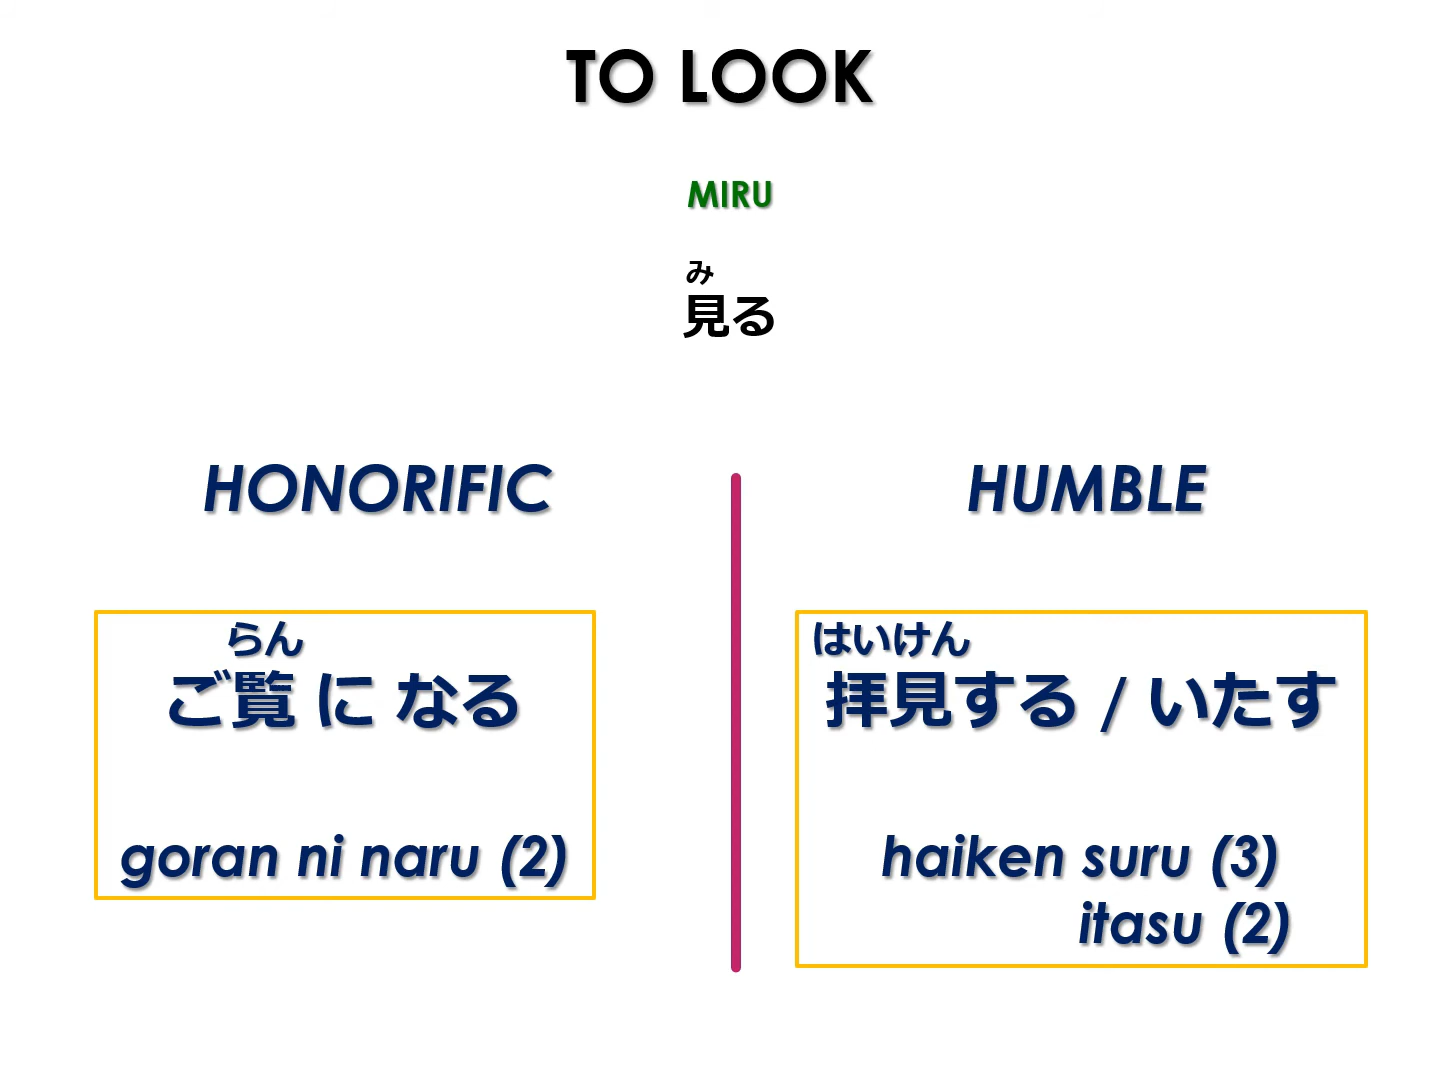 TO LOOK
MIRU
み
見る
HONORIFIC
HUMBLE
らん
ご覧 に なる
goran ni naru (2)
はいけん
拝見する / いたす
haiken suru (3)
itasu (2)